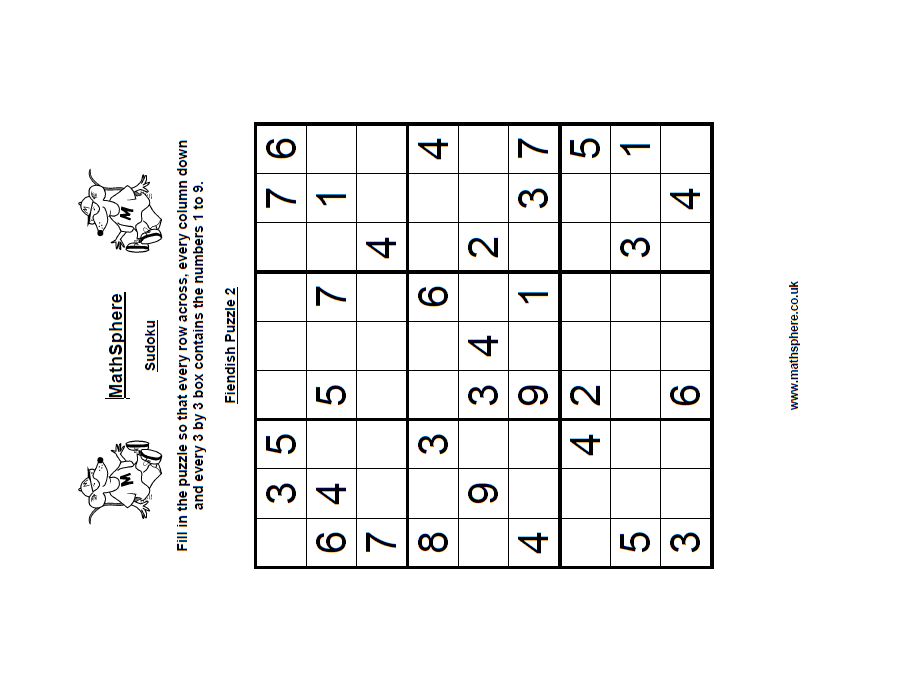 MathSphere
Sudoku
M
M
Fill in the puzzle so that every row across, every column down
and every 3 by 3 box contains the numbers 1 to 9.
Fiendish Puzzle 2
3 5 7 6
6 4 5 7 1
7 4
8 3 6 4
9 3 4 2
4 9 1 3 7
4 2 5
5 3 1
3 6 4
www.mathsphere.co.uk